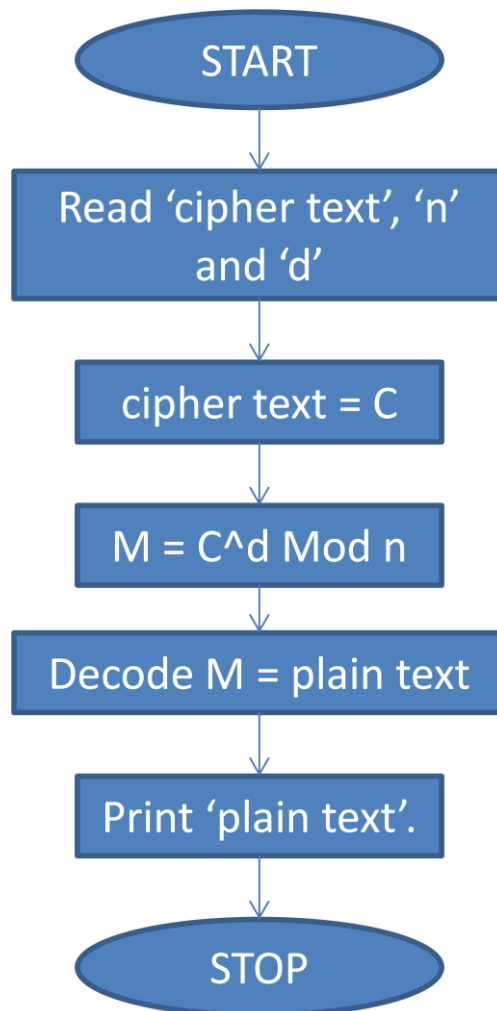 START
Read ‘cipher text’, ‘n’
and ‘d’
cipher text = C
M = C^d Mod n
Decode M = plain text
Print ‘plain text’.
STOP